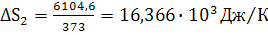 ΔS₂ = 6104,6/373 = 16,366 · 10³ Дж/К